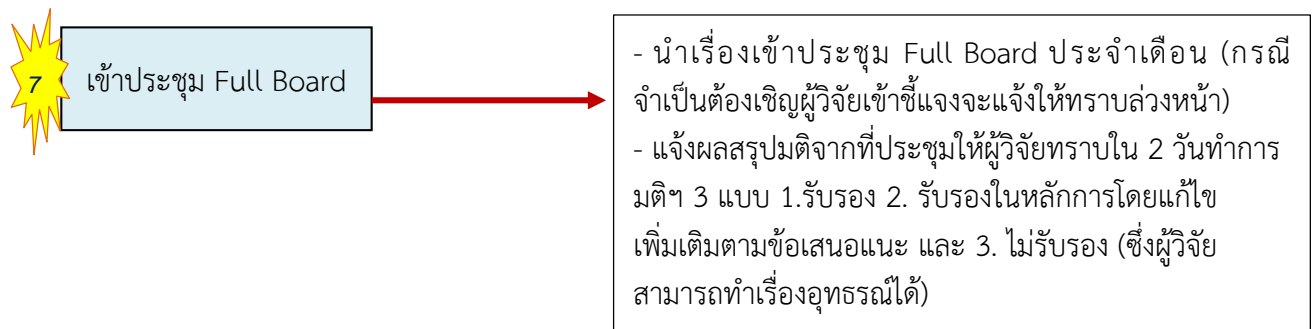 7
เข้าประชุม Full Board
- นำเรื่องเข้าประชุม Full Board ประจำเดือน (กรณี
จำเป็นต้องเชิญผู้วิจัยเข้าชี้แจงจะแจ้งให้ทราบล่วงหน้า)
- แจ้งผลสรุปมติจากที่ประชุมให้ผู้วิจัยทราบใน 2 วันทำการ
มติฯ 3 แบบ 1.รับรอง 2. รับรองในหลักการโดยแก้ไข
เพิ่มเติมตามข้อเสนอแนะ และ 3. ไม่รับรอง (ซึ่งผู้วิจัย
สามารถทำเรื่องอุทธรณ์ได้)